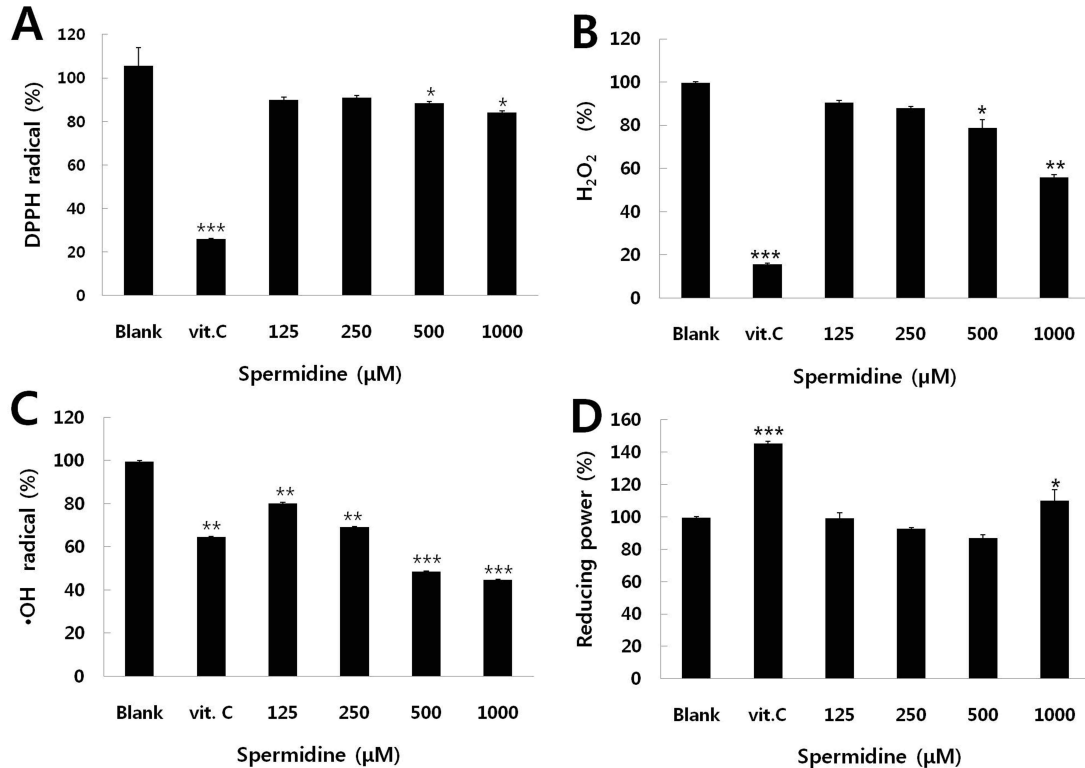 A
DPPH radical (%)
120
100
80
60
40
20
0
*** * *
Blank vit.C 125 250 500 1000
Spermidine (µM)
B
H₂O₂ (%)
120
100
80
60
40
20
0
*** * **
Blank vit.C 125 250 500 1000
Spermidine (µM)
C
•OH radical (%)
120
100
80
60
40
20
0
** ** ** *** ***
Blank vit. C 125 250 500 1000
Spermidine (µM)
D
Reducing power (%)
160
140
120
100
80
60
40
20
0
*** *
Blank vit.C 125 250 500 1000
Spermidine (µM)